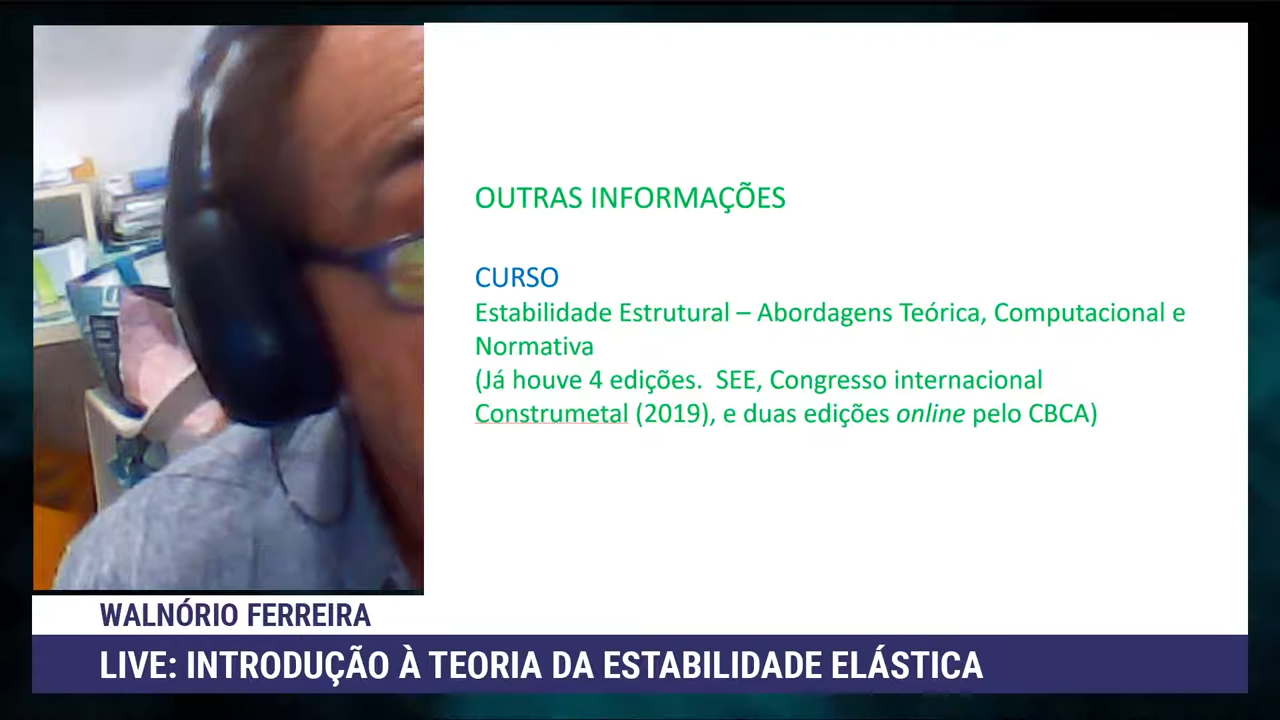 OUTRAS INFORMAÇÕES
CURSO
Estabilidade Estrutural – Abordagens Teórica, Computacional e
Normativa
(Já houve 4 edições.  SEE, Congresso internacional
Construmetal (2019), e duas edições online pelo CBCA)
WALNÓRIO FERREIRA
LIVE: INTRODUÇÃO À TEORIA DA ESTABILIDADE ELÁSTICA